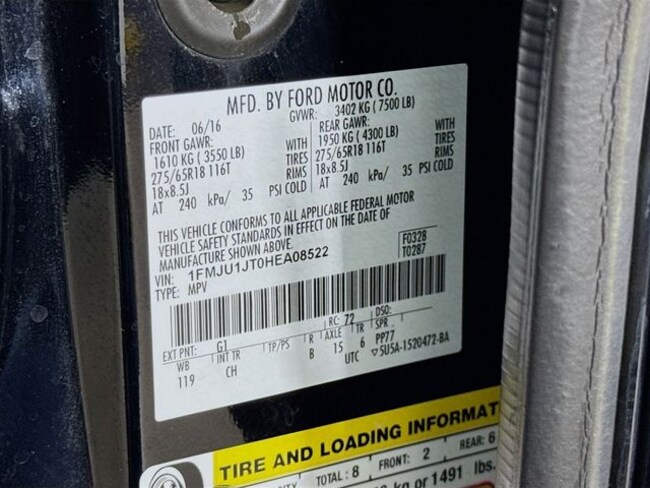 MFD. BY FORD MOTOR CO.
DATE: 06/16 GVWR: 3402 KG ( 7500 LB)
FRONT GAWR: REAR GAWR:
1610 KG ( 3550 LB) WITH 1950 KG ( 4300 LB) WITH
275/65R18 116T TIRES 275/65R18 116T TIRES
18x8.5J RIMS 18x8.5J RIMS
AT 240 kPa/ 35 PSI COLD AT 240 kPa/ 35 PSI COLD
THIS VEHICLE CONFORMS TO ALL APPLICABLE FEDERAL MOTOR
VEHICLE SAFETY STANDARDS IN EFFECT ON THE DATE OF
MANUFACTURE SHOWN ABOVE.
VIN: 1FMJU1JT0HEA08522 F0328
TYPE: MPV T0287
EXT PNT: G1 RC: 72 DSO:
WB INT TR TP/PS R AXLE TR SPR
119 CH B 15 6 PP77
UTC ▽5U5A-1520472-BA
TIRE AND LOADING INFORMAT
TOTAL : 8 FRONT: 2 REAR: 6
kg or 1491 lbs.